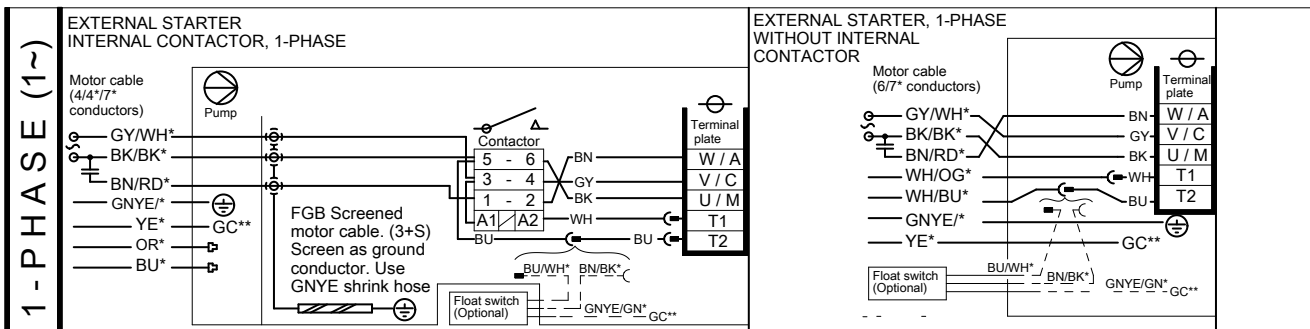 1 - PHASE (1~)
EXTERNAL STARTER
INTERNAL CONTACTOR, 1-PHASE
Motor cable
(4/4*/7*
conductors)
Pump
GY/WH*
BK/BK*
BN/RD*
GNYE/*
YE* GC**
OR*
BU*
FGB Screened
motor cable. (3+S)
Screen as ground
conductor. Use
GNYE shrink hose
Contactor
5 - 6
3 - 4
1 - 2
A1 A2
BN
GY
BK
WH
BU
BU
Terminal
plate
W / A
V / C
U / M
T1
T2
BU/WH* BN/BK*
Float switch
(Optional)
GNYE/GN*
GC**
EXTERNAL STARTER, 1-PHASE
WITHOUT INTERNAL
CONTACTOR
Motor cable
(6/7* conductors)
Pump
Terminal
plate
GY/WH*
BK/BK*
BN/RD*
WH/OG*
WH/BU*
GNYE/*
YE* GC**
BN
GY
BK
WH
BU
W / A
V / C
U / M
T1
T2
BU/WH*
BN/BK*
Float switch
(Optional)
GNYE/GN*
GC**